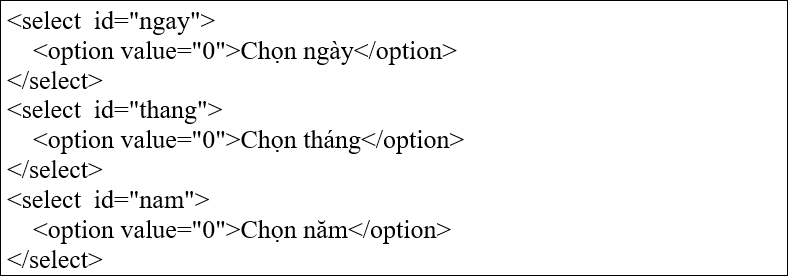 <select  id="ngay">
    <option value="0">Chọn ngày</option>
</select>
<select  id="thang">
    <option value="0">Chọn tháng</option>
</select>
<select  id="nam">
    <option value="0">Chọn năm</option>
</select>